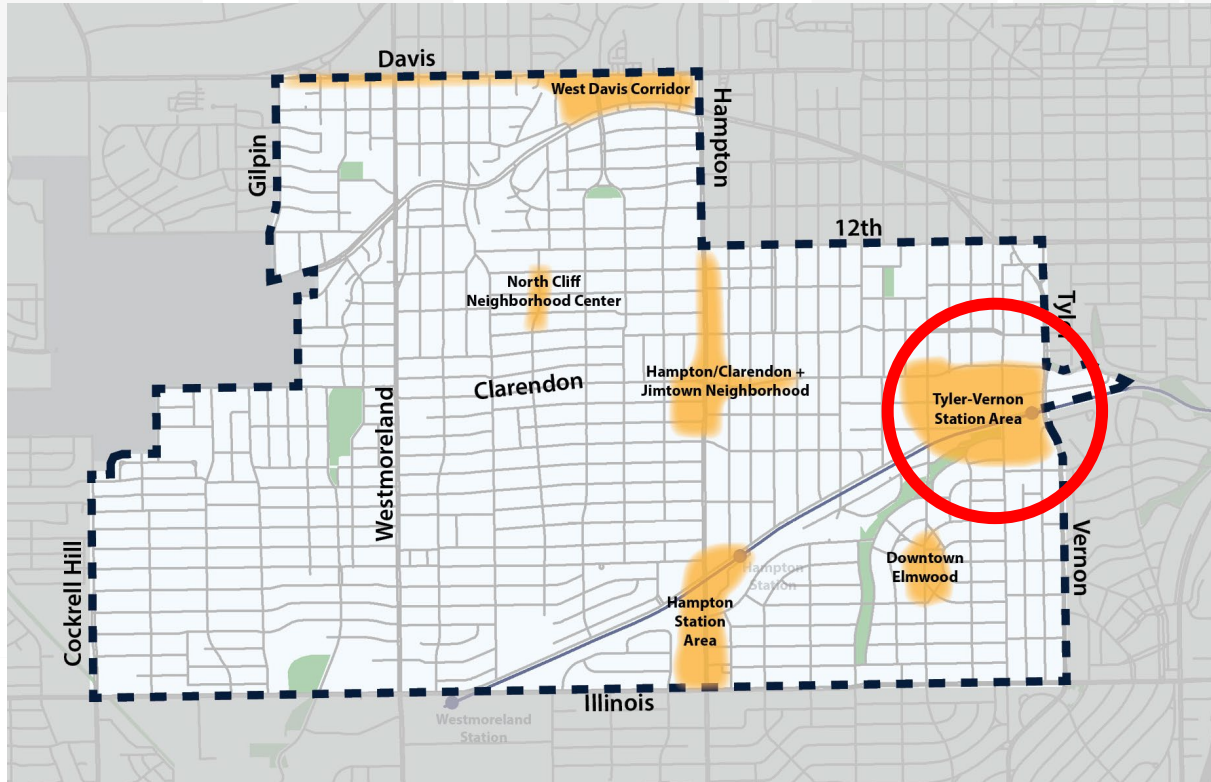 Davis
West Davis Corridor
Hampton
Gilpin
12th
North Cliff
Neighborhood Center
Tyler
Clarendon
Hampton/Clarendon +
Jimtown Neighborhood
Tyler-Vernon
Station Area
Westmoreland
Cockrell Hill
Vernon
Downtown
Elmwood
Hampton
Station
Hampton
Station
Area
Illinois
Westmoreland
Station